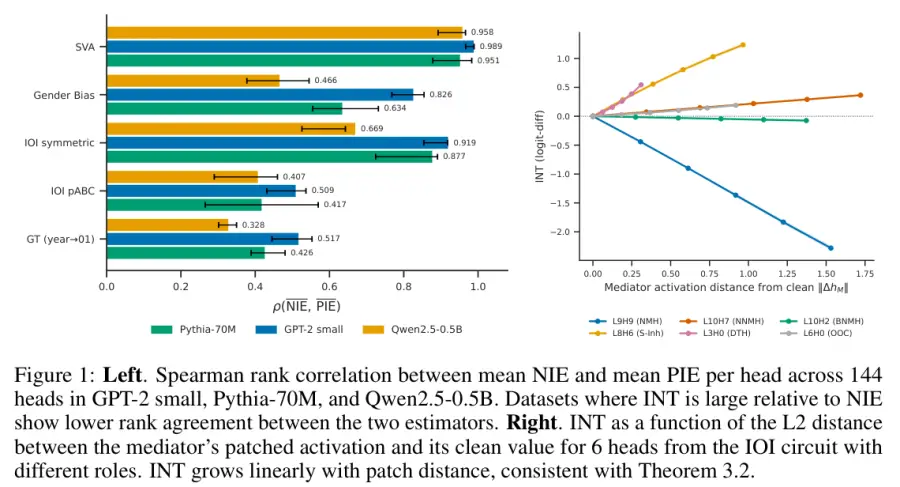 SVA
0.958
0.989
0.951
Gender Bias
0.466
0.826
0.634
IOI symmetric
0.669
0.919
0.877
IOI pABC
0.407
0.509
0.417
GT (year→01)
0.328
0.517
0.426
0.0 0.2 0.4 0.6 0.8 1.0
ρ(NIE, PIE)
Pythia-70M GPT-2 small Qwen2.5-0.5B
INT (logit-diff)
1.0
0.5
0.0
−0.5
−1.0
−1.5
−2.0
0.00 0.25 0.50 0.75 1.00 1.25 1.50 1.75
Mediator activation distance from clean ‖Δh_M‖
L9H9 (NMH) L10H7 (NNMH) L10H2 (BNMH)
L8H6 (S-Inh) L3H0 (DTH) L6H0 (OOC)
Figure 1: Left. Spearman rank correlation between mean NIE and mean PIE per head across 144
heads in GPT-2 small, Pythia-70M, and Qwen2.5-0.5B. Datasets where INT is large relative to NIE
show lower rank agreement between the two estimators. Right. INT as a function of the L2 distance
between the mediator's patched activation and its clean value for 6 heads from the IOI circuit with
different roles. INT grows linearly with patch distance, consistent with Theorem 3.2.